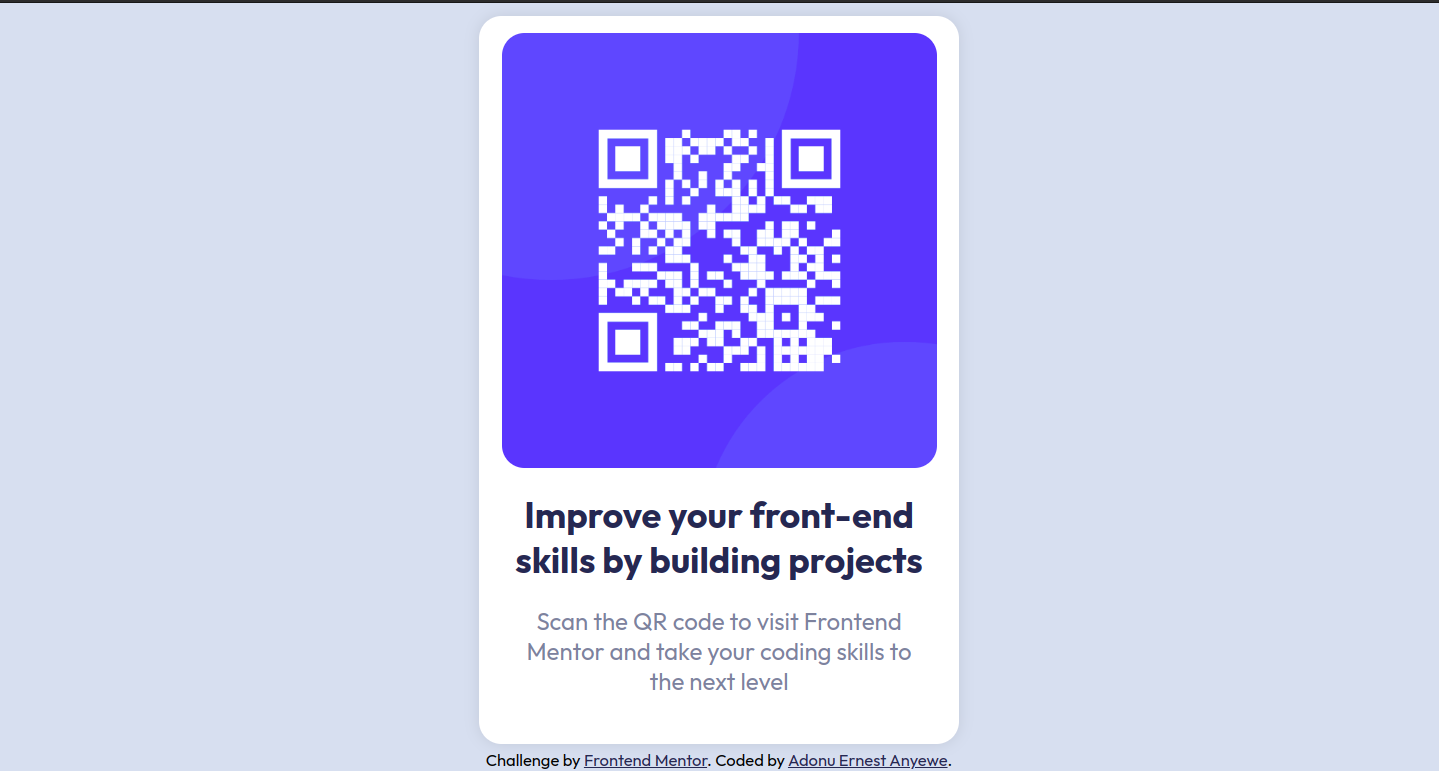 Improve your front-end
skills by building projects
Scan the QR code to visit Frontend
Mentor and take your coding skills to
the next level
Challenge by Frontend Mentor. Coded by Adonu Ernest Anyewe.